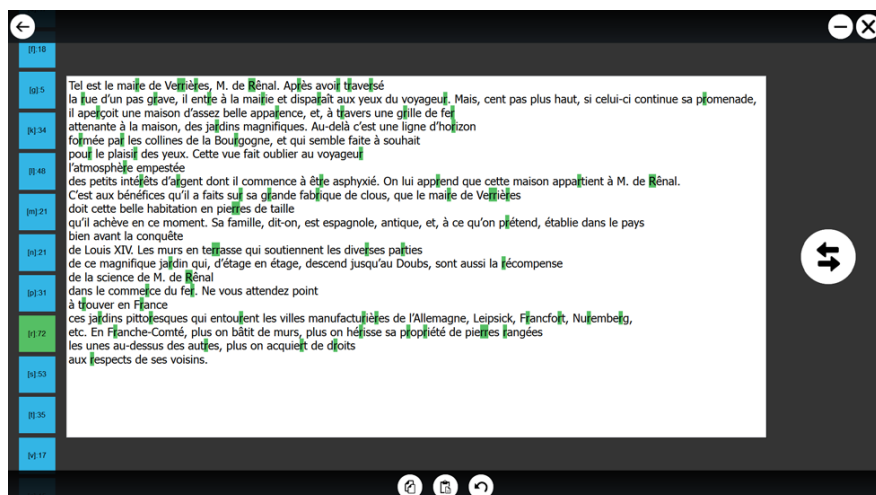 [f]:18
[g]:5
[k]:34
[l]:48
[m]:21
[n]:21
[p]:31
[r]:72
[s]:53
[t]:35
[v]:17
Tel est le maire de Verrières, M. de Rênal. Après avoir traversé
la rue d'un pas grave, il entre à la mairie et disparaît aux yeux du voyageur. Mais, cent pas plus haut, si celui-ci continue sa promenade,
il aperçoit une maison d'assez belle apparence, et, à travers une grille de fer
attenante à la maison, des jardins magnifiques. Au-delà c'est une ligne d'horizon
formée par les collines de la Bourgogne, et qui semble faite à souhait
pour le plaisir des yeux. Cette vue fait oublier au voyageur
l'atmosphère empestée
des petits intérêts d'argent dont il commence à être asphyxié. On lui apprend que cette maison appartient à M. de Rênal.
C'est aux bénéfices qu'il a faits sur sa grande fabrique de clous, que le maire de Verrières
doit cette belle habitation en pierres de taille
qu'il achève en ce moment. Sa famille, dit-on, est espagnole, antique, et, à ce qu'on prétend, établie dans le pays
bien avant la conquête
de Louis XIV. Les murs en terrasse qui soutiennent les diverses parties
de ce magnifique jardin qui, d'étage en étage, descend jusqu'au Doubs, sont aussi la récompense
de la science de M. de Rênal
dans le commerce du fer. Ne vous attendez point
à trouver en France
ces jardins pittoresques qui entourent les villes manufacturières de l'Allemagne, Leipsick, Francfort, Nuremberg,
etc. En Franche-Comté, plus on bâtit de murs, plus on hérisse sa propriété de pierres rangées
les unes au-dessus des autres, plus on acquiert de droits
aux respects de ses voisins.